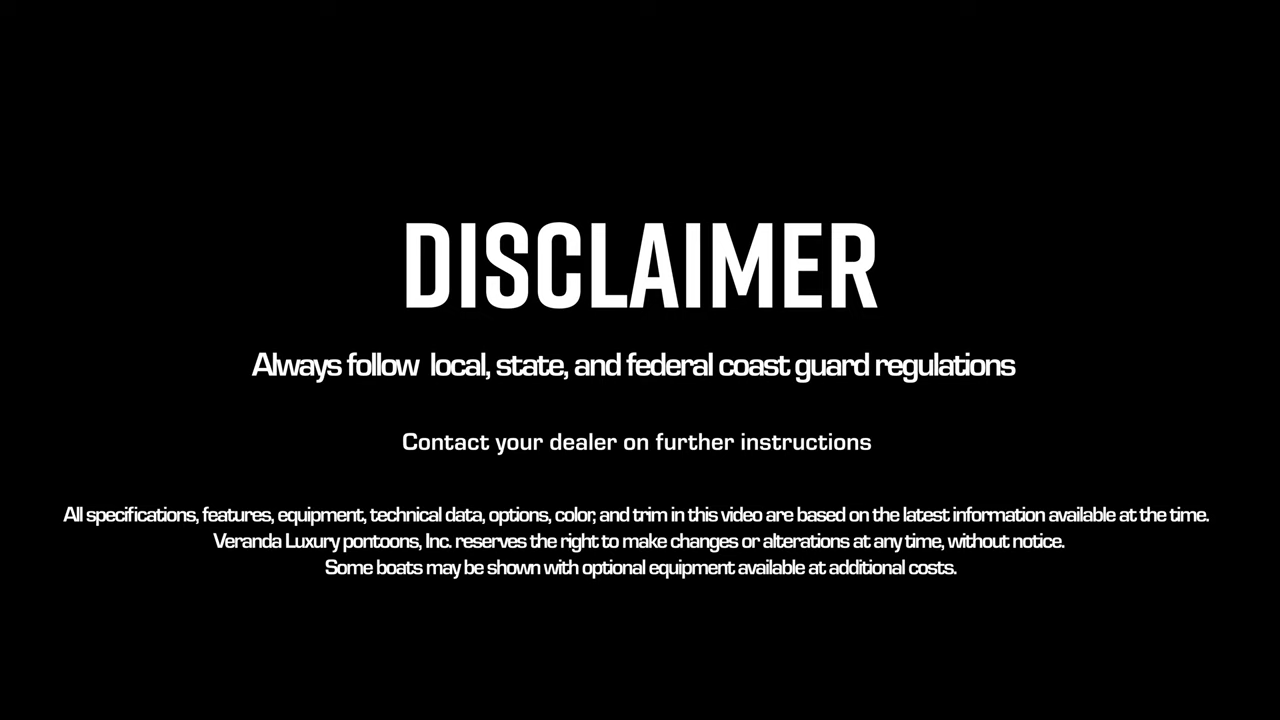 DISCLAIMER
Always follow local, state, and federal coast guard regulations
Contact your dealer on further instructions
All specifications, features, equipment, technical data, options, color, and trim in this video are based on the latest information available at the time.
Veranda Luxury pontoons, Inc. reserves the right to make changes or alterations at any time, without notice.
Some boats may be shown with optional equipment available at additional costs.